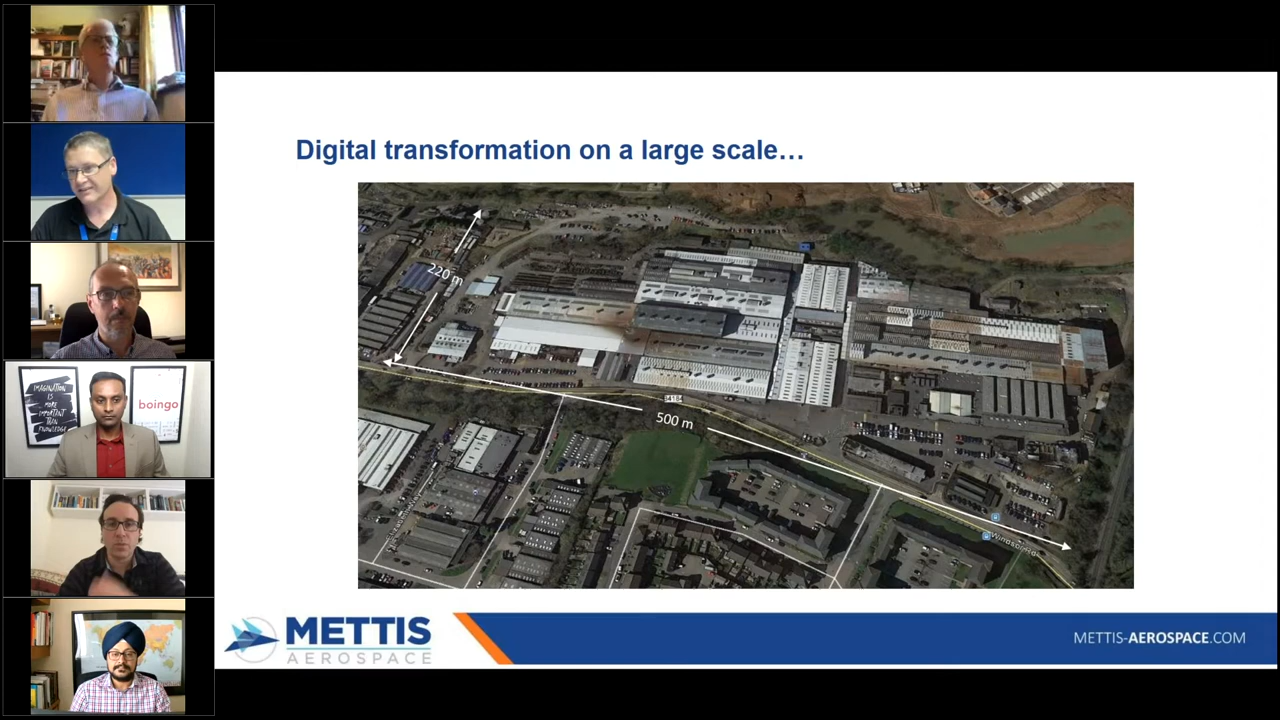 Digital transformation on a large scale…
220 m
500 m
IMAGINATION
IS
MORE
IMPORTANT
THAN
KNOWLEDGE
boingo
METTIS
AEROSPACE
METTIS-AEROSPACE.COM